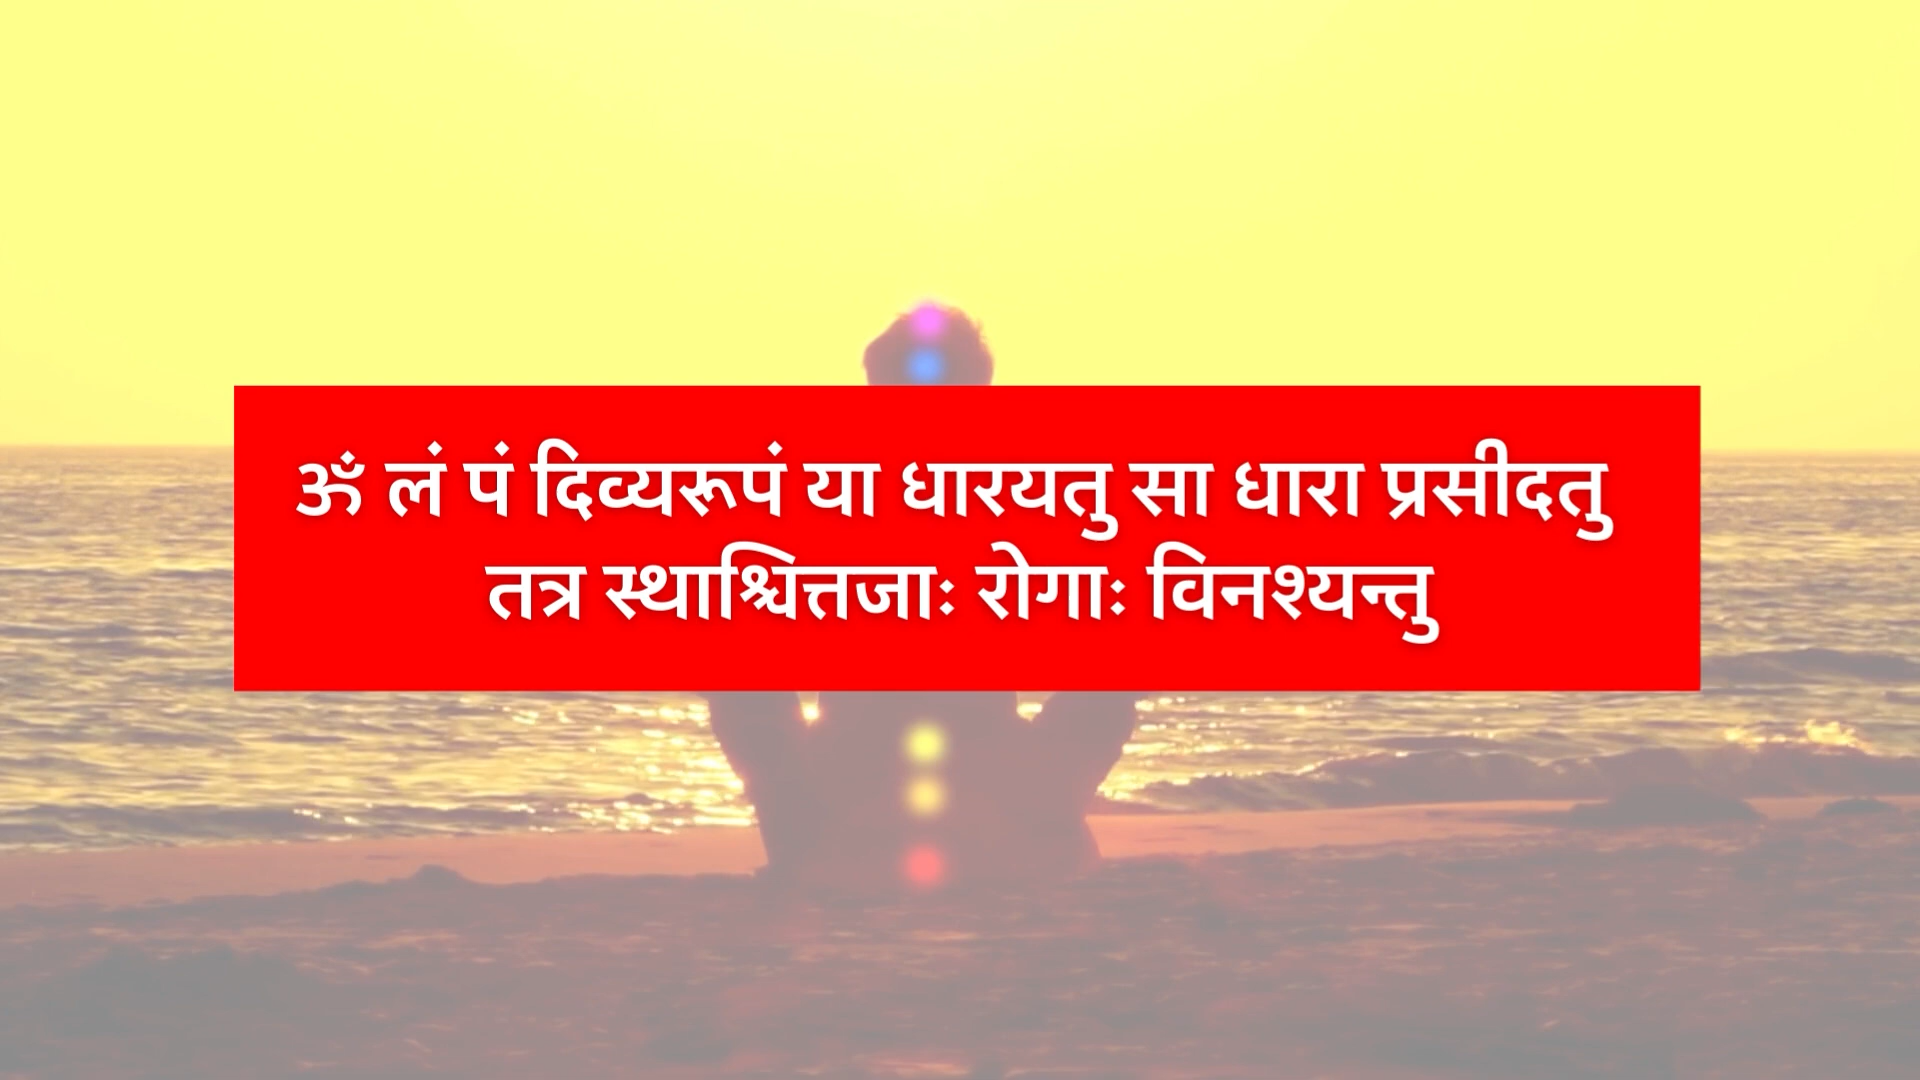 ॐ लं पं दिव्यरूपं या धारयतु सा धारा प्रसीदतु
तत्र स्थाश्चित्तजाः रोगाः विनश्यन्तु